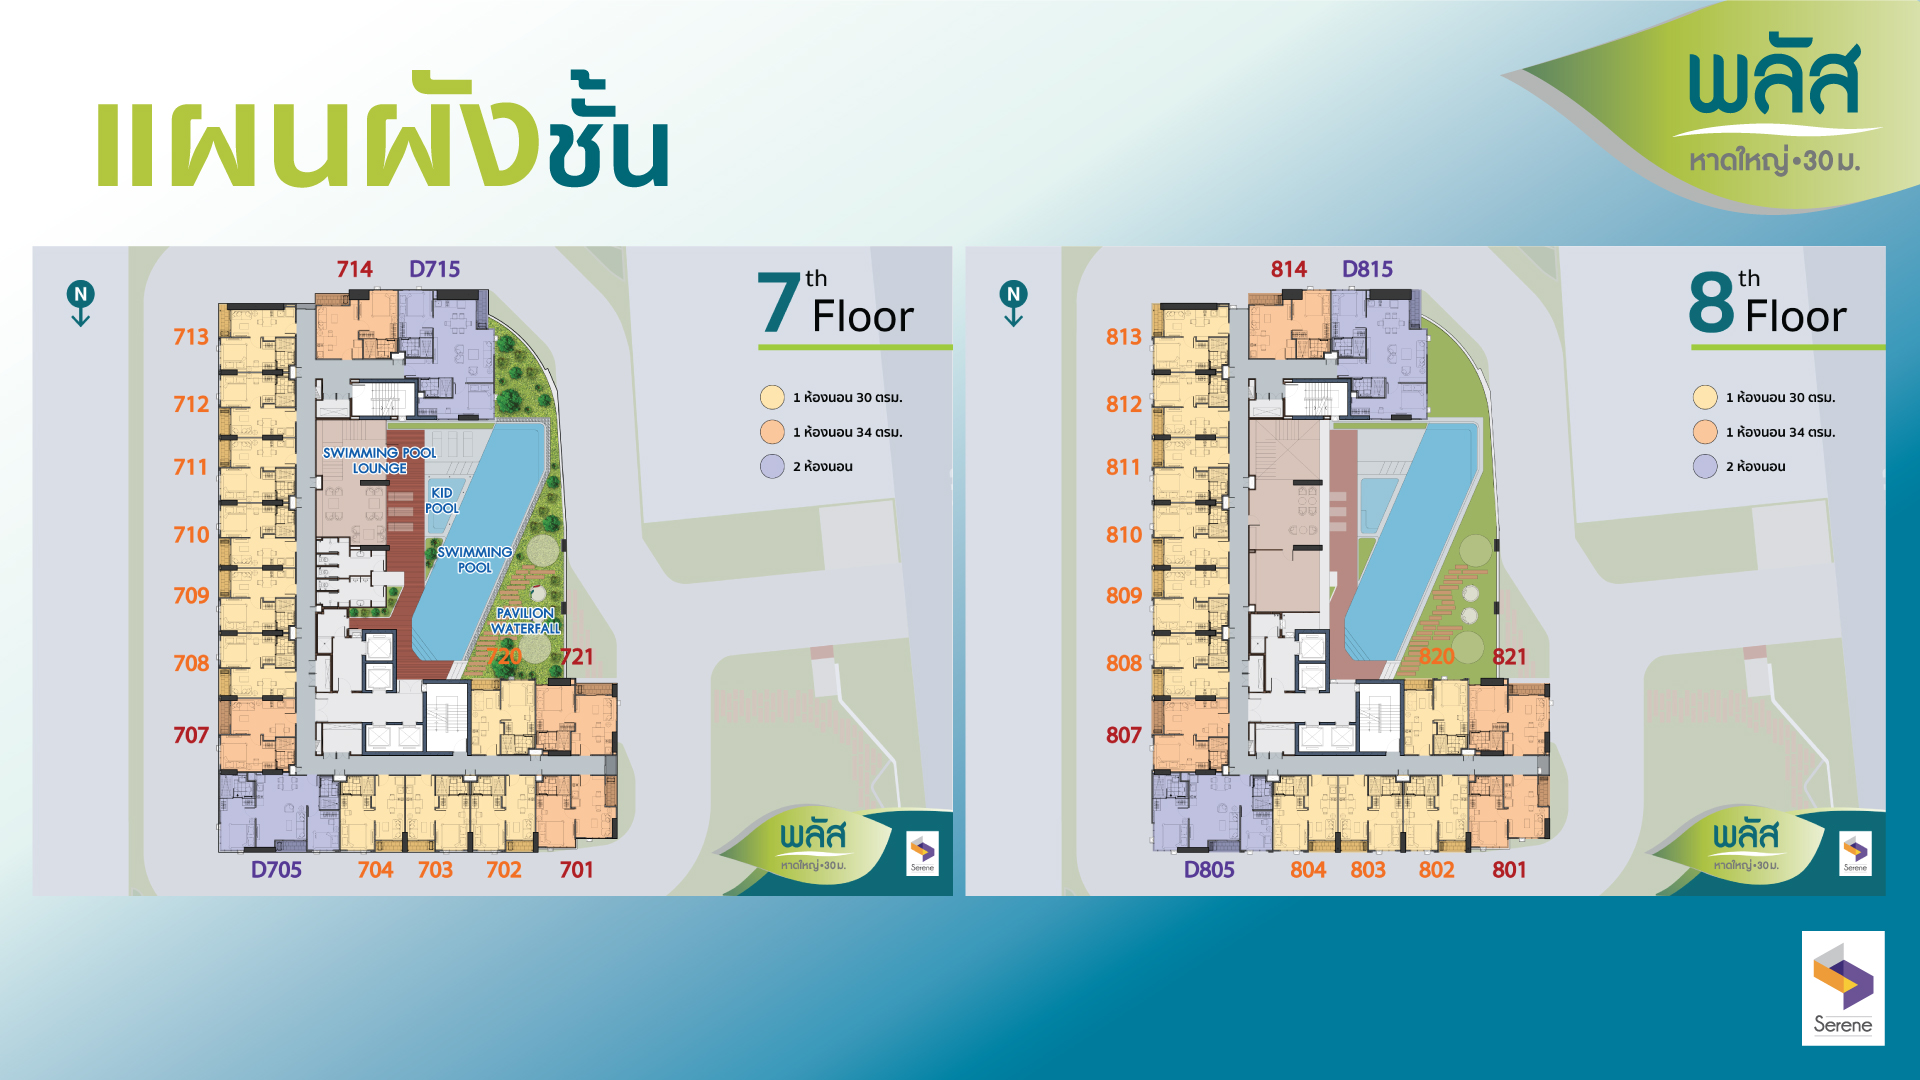 แผนผังชั้น
พลัส
หาดใหญ่•30 ม.
N
7th Floor
714 D715
713
712
711
710
709
708
707
SWIMMING POOL
LOUNGE
KID
POOL
SWIMMING
POOL
PAVILION
WATERFALL
720 721
D705 704 703 702 701
1 ห้องนอน 30 ตรม.
1 ห้องนอน 34 ตรม.
2 ห้องนอน
พลัส
หาดใหญ่•30 ม.
Serene
N
8th Floor
814 D815
813
812
811
810
809
808
807
820 821
D805 804 803 802 801
1 ห้องนอน 30 ตรม.
1 ห้องนอน 34 ตรม.
2 ห้องนอน
พลัส
หาดใหญ่•30 ม.
Serene
Serene